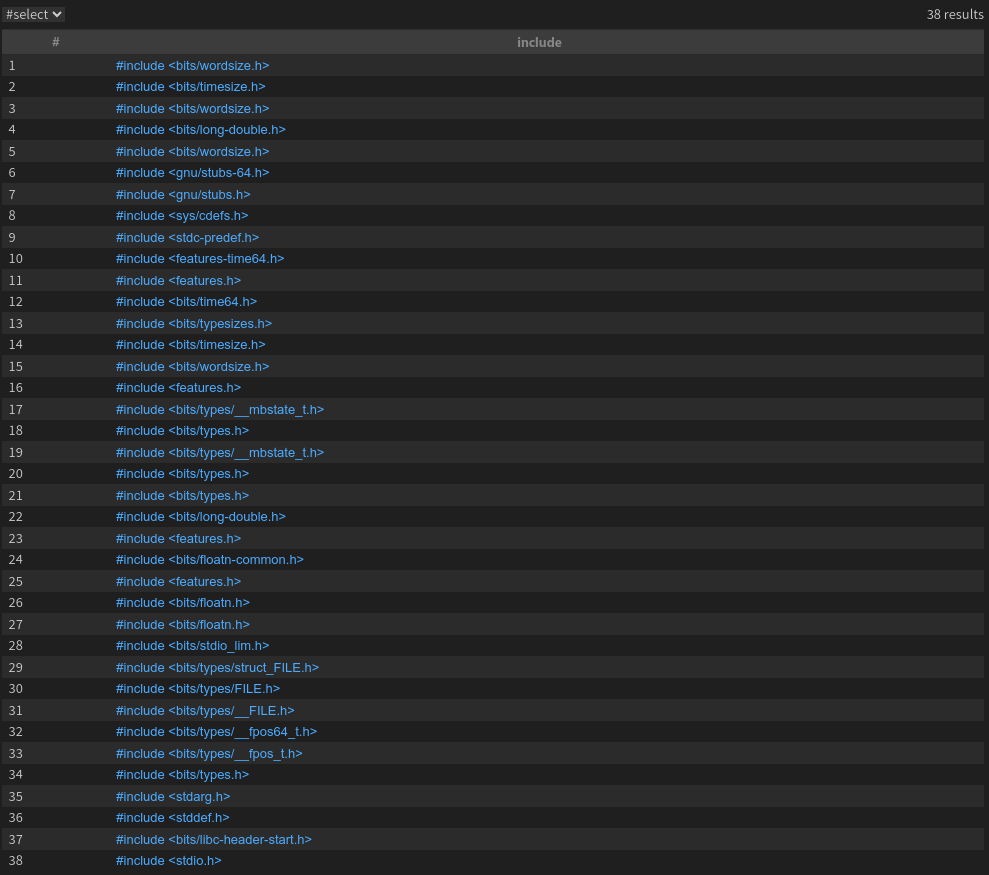 #select 38 results
# include
1 #include <bits/wordsize.h>
2 #include <bits/timesize.h>
3 #include <bits/wordsize.h>
4 #include <bits/long-double.h>
5 #include <bits/wordsize.h>
6 #include <gnu/stubs-64.h>
7 #include <gnu/stubs.h>
8 #include <sys/cdefs.h>
9 #include <stdc-predef.h>
10 #include <features-time64.h>
11 #include <features.h>
12 #include <bits/time64.h>
13 #include <bits/typesizes.h>
14 #include <bits/timesize.h>
15 #include <bits/wordsize.h>
16 #include <features.h>
17 #include <bits/types/__mbstate_t.h>
18 #include <bits/types.h>
19 #include <bits/types/__mbstate_t.h>
20 #include <bits/types.h>
21 #include <bits/types.h>
22 #include <bits/long-double.h>
23 #include <features.h>
24 #include <bits/floatn-common.h>
25 #include <features.h>
26 #include <bits/floatn.h>
27 #include <bits/floatn.h>
28 #include <bits/stdio_lim.h>
29 #include <bits/types/struct_FILE.h>
30 #include <bits/types/FILE.h>
31 #include <bits/types/__FILE.h>
32 #include <bits/types/__fpos64_t.h>
33 #include <bits/types/__fpos_t.h>
34 #include <bits/types.h>
35 #include <stdarg.h>
36 #include <stddef.h>
37 #include <bits/libc-header-start.h>
38 #include <stdio.h>